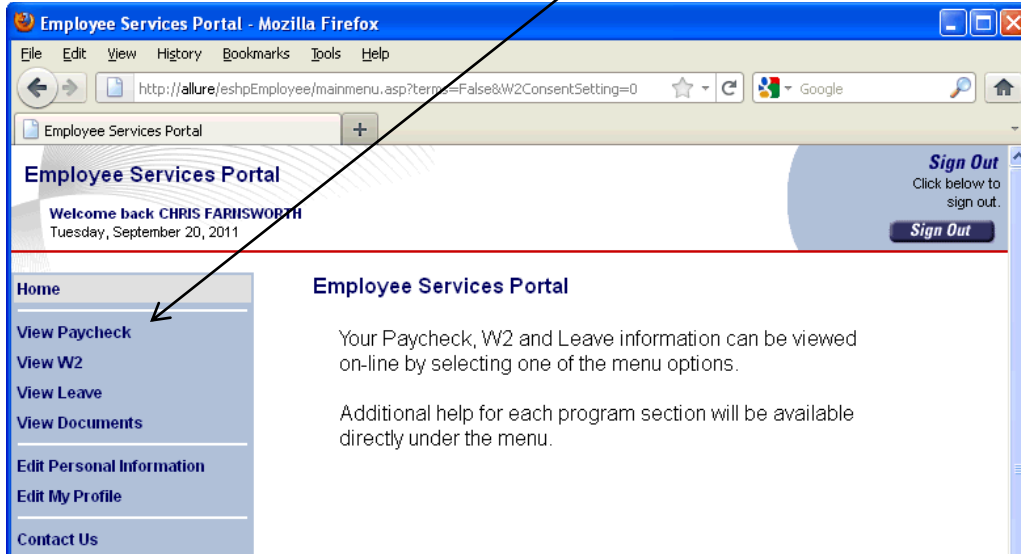 Employee Services Portal - Mozilla Firefox
File Edit View History Bookmarks Tools Help
http://allure/eshpEmployee/mainmenu.asp?terms=False&W2ConsentSetting=0 Google
Employee Services Portal +
Employee Services Portal
Welcome back CHRIS FARNSWORTH
Tuesday, September 20, 2011
Sign Out
Click below to
sign out.
Sign Out
Home
View Paycheck
View W2
View Leave
View Documents
Edit Personal Information
Edit My Profile
Contact Us
Employee Services Portal
Your Paycheck, W2 and Leave information can be viewed
on-line by selecting one of the menu options.
Additional help for each program section will be available
directly under the menu.